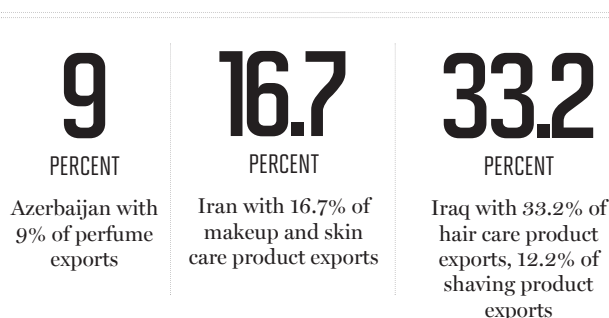 9
PERCENT
Azerbaijan with
9% of perfume
exports
16.7
PERCENT
Iran with 16.7% of
makeup and skin
care product exports
33.2
PERCENT
Iraq with 33.2% of
hair care product
exports, 12.2% of
shaving product
exports